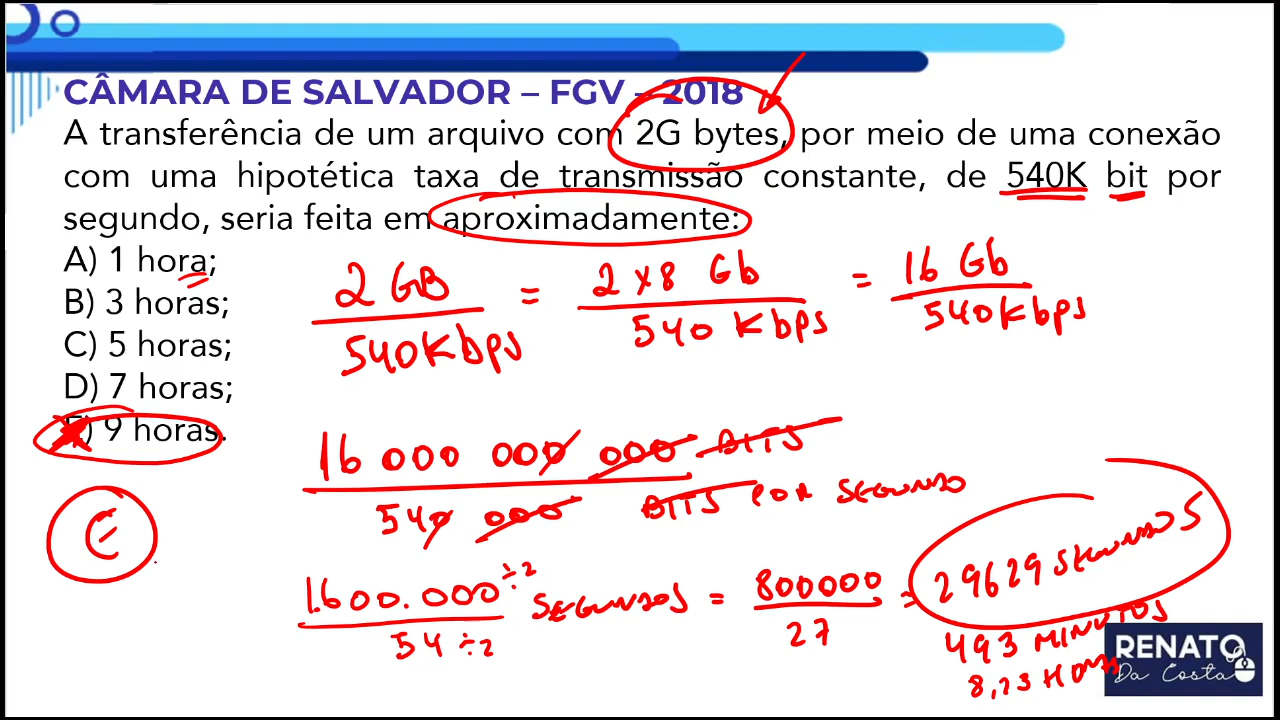 CÂMARA DE SALVADOR – FGV – 2018
A transferência de um arquivo com 2G bytes, por meio de uma conexão
com uma hipotética taxa de transmissão constante, de 540K bit por
segundo, seria feita em aproximadamente:
A) 1 hora;
B) 3 horas;
C) 5 horas;
D) 7 horas;
E) 9 horas.
2 GB / 540Kbps = 2 x 8 Gb / 540 Kbps = 16 Gb / 540Kbps
16 000 000 000 BITS
540 000 BITS POR SEGUNDO
E
1.600.000 ÷2 / 54 ÷2 SEGUNDOS = 800000 / 27 = 29629 SEGUNDOS
493 MINUTOS
8,23 HORAS
RENATO
Da Costa